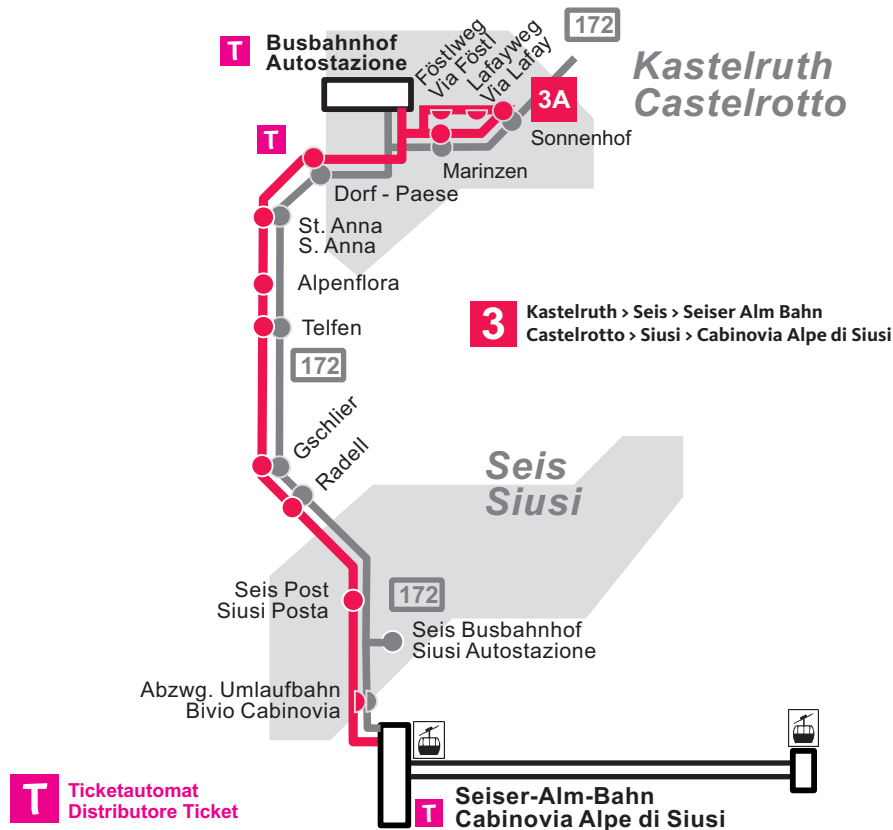 172
T
Busbahnhof
Autostazione
Föstlweg
Via Föstl
Lafayweg
Via Lafay
Kastelruth
Castelrotto
3A
T
Sonnenhof
Marinzen
Dorf - Paese
St. Anna
S. Anna
Alpenflora
3
Kastelruth › Seis › Seiser Alm Bahn
Castelrotto › Siusi › Cabinovia Alpe di Siusi
Telfen
172
Gschlier
Radell
Seis
Siusi
Seis Post
Siusi Posta
172
Seis Busbahnhof
Siusi Autostazione
Abzwg. Umlaufbahn
Bivio Cabinovia
T
Ticketautomat
Distributore Ticket
T
Seiser-Alm-Bahn
Cabinovia Alpe di Siusi